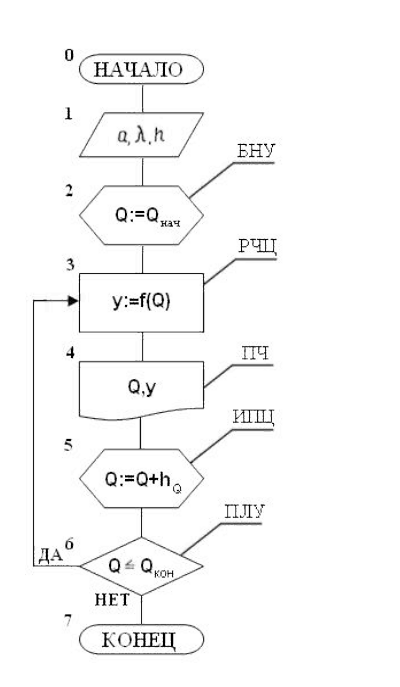 0
НАЧАЛО
1
a, λ, h
БНУ
2
Q:=Qнач
РЧЦ
3
y:=f(Q)
ПЧ
4
Q,y
ИПЦ
5
Q:=Q+hQ
ПЛУ
6
ДА
Q ≤ Qкон
НЕТ
7
КОНЕЦ